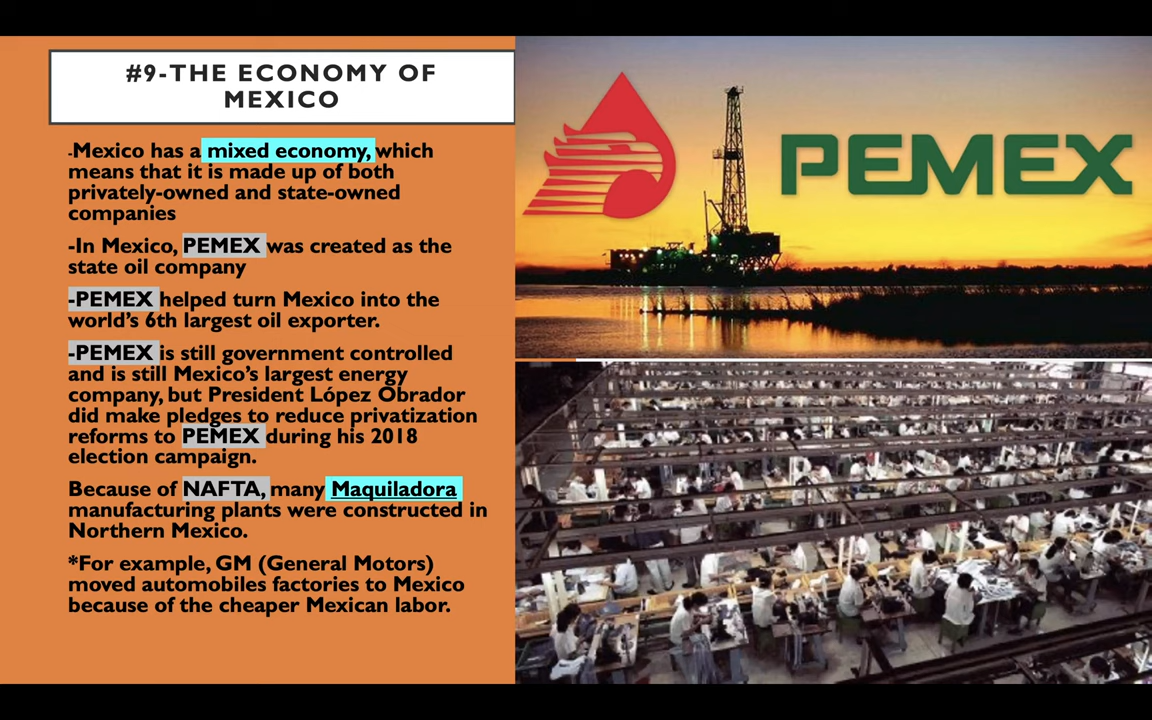 #9-THE ECONOMY OF
MEXICO
-Mexico has a mixed economy, which
means that it is made up of both
privately-owned and state-owned
companies
-In Mexico, PEMEX was created as the
state oil company
-PEMEX helped turn Mexico into the
world’s 6th largest oil exporter.
-PEMEX is still government controlled
and is still Mexico’s largest energy
company, but President López Obrador
did make pledges to reduce privatization
reforms to PEMEX during his 2018
election campaign.
Because of NAFTA, many Maquiladora
manufacturing plants were constructed in
Northern Mexico.
*For example, GM (General Motors)
moved automobiles factories to Mexico
because of the cheaper Mexican labor.
PEMEX